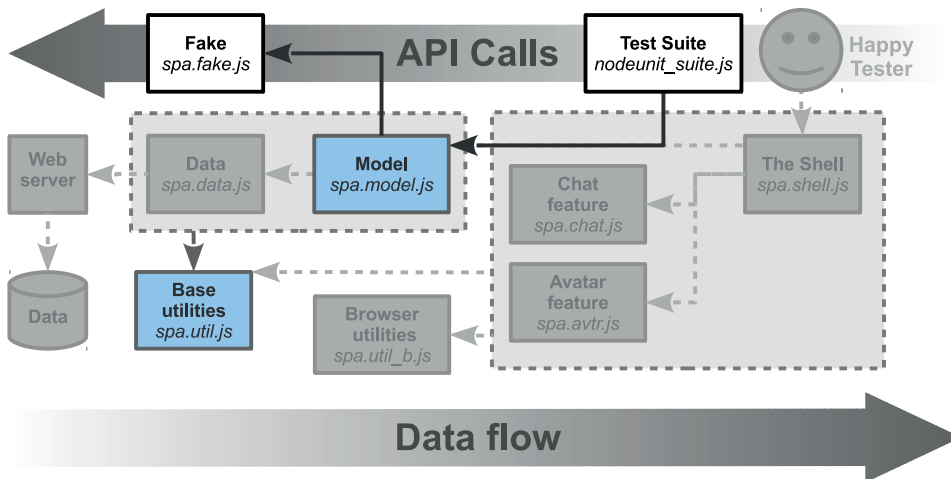 Fake
spa.fake.js
API Calls
Test Suite
nodeunit_suite.js
Happy
Tester
Web
server
Data
spa.data.js
Model
spa.model.js
The Shell
spa.shell.js
Chat
feature
spa.chat.js
Data
Base
utilities
spa.util.js
Browser
utilities
spa.util_b.js
Avatar
feature
spa.avtr.js
Data flow